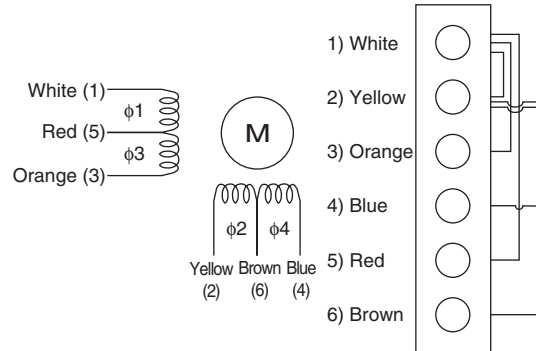 White (1)
ϕ1
Red (5)
ϕ3
Orange (3)
M
ϕ2 ϕ4
Yellow Brown Blue
(2) (6) (4)
1) White
2) Yellow
3) Orange
4) Blue
5) Red
6) Brown